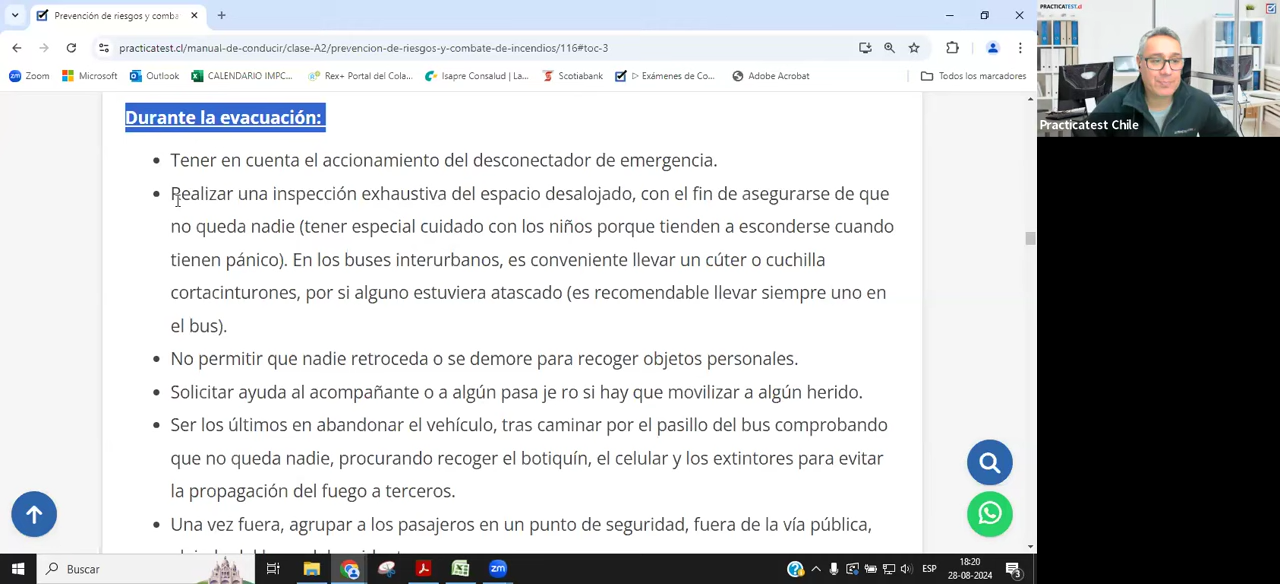 Prevención de riesgos y comba
practicatest.cl/manual-de-conducir/clase-A2/prevencion-de-riesgos-y-combate-de-incendios/116#toc-3
Zoom Microsoft Outlook CALENDARIO IMPC... Rex+ Portal del Cola... Isapre Consalud | La... Scotiabank ▷ Exámenes de Co... Adobe Acrobat Todos los marcadores
PRACTICATEST.cl
Practicatest Chile
Durante la evacuación:
• Tener en cuenta el accionamiento del desconectador de emergencia.
• Realizar una inspección exhaustiva del espacio desalojado, con el fin de asegurarse de que
no queda nadie (tener especial cuidado con los niños porque tienden a esconderse cuando
tienen pánico). En los buses interurbanos, es conveniente llevar un cúter o cuchilla
cortacinturones, por si alguno estuviera atascado (es recomendable llevar siempre uno en
el bus).
• No permitir que nadie retroceda o se demore para recoger objetos personales.
• Solicitar ayuda al acompañante o a algún pasa je ro si hay que movilizar a algún herido.
• Ser los últimos en abandonar el vehículo, tras caminar por el pasillo del bus comprobando
que no queda nadie, procurando recoger el botiquín, el celular y los extintores para evitar
la propagación del fuego a terceros.
• Una vez fuera, agrupar a los pasajeros en un punto de seguridad, fuera de la vía pública,
Buscar
ESP
18:20
28-08-2024
3